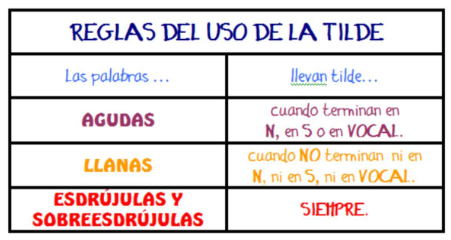 REGLAS DEL USO DE LA TILDE
Las palabras ...
llevan tilde...
AGUDAS
cuando terminan en
N, en S o en VOCAL.
LLANAS
cuando NO terminan ni en
N, ni en S, ni en VOCAL.
ESDRÚJULAS Y
SOBREESDRÚJULAS
SIEMPRE.